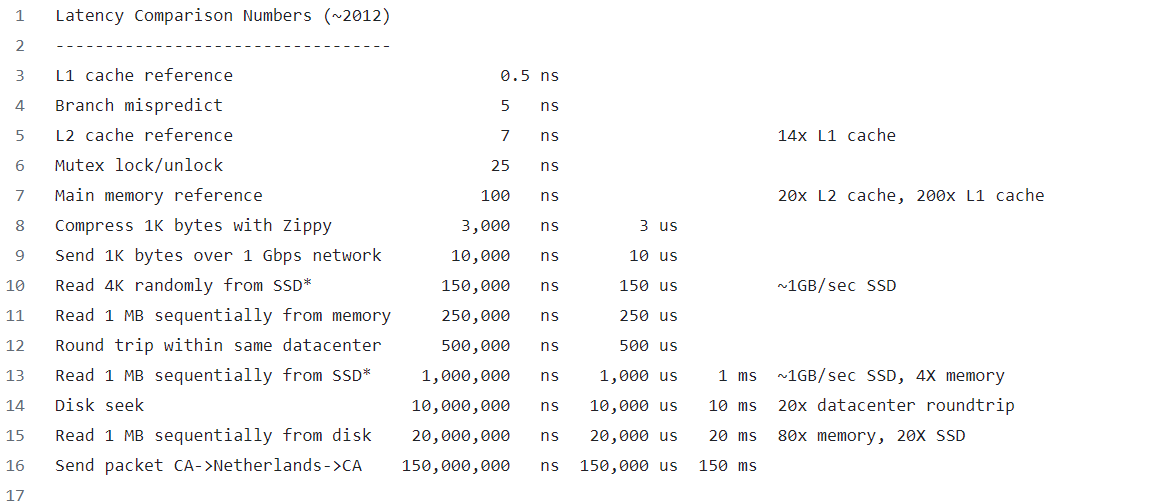 1 Latency Comparison Numbers (~2012)
2 ----------------------------------
3 L1 cache reference 0.5 ns
4 Branch mispredict 5 ns
5 L2 cache reference 7 ns 14x L1 cache
6 Mutex lock/unlock 25 ns
7 Main memory reference 100 ns 20x L2 cache, 200x L1 cache
8 Compress 1K bytes with Zippy 3,000 ns 3 us
9 Send 1K bytes over 1 Gbps network 10,000 ns 10 us
10 Read 4K randomly from SSD* 150,000 ns 150 us ~1GB/sec SSD
11 Read 1 MB sequentially from memory 250,000 ns 250 us
12 Round trip within same datacenter 500,000 ns 500 us
13 Read 1 MB sequentially from SSD* 1,000,000 ns 1,000 us 1 ms ~1GB/sec SSD, 4X memory
14 Disk seek 10,000,000 ns 10,000 us 10 ms 20x datacenter roundtrip
15 Read 1 MB sequentially from disk 20,000,000 ns 20,000 us 20 ms 80x memory, 20X SSD
16 Send packet CA->Netherlands->CA 150,000,000 ns 150,000 us 150 ms
17